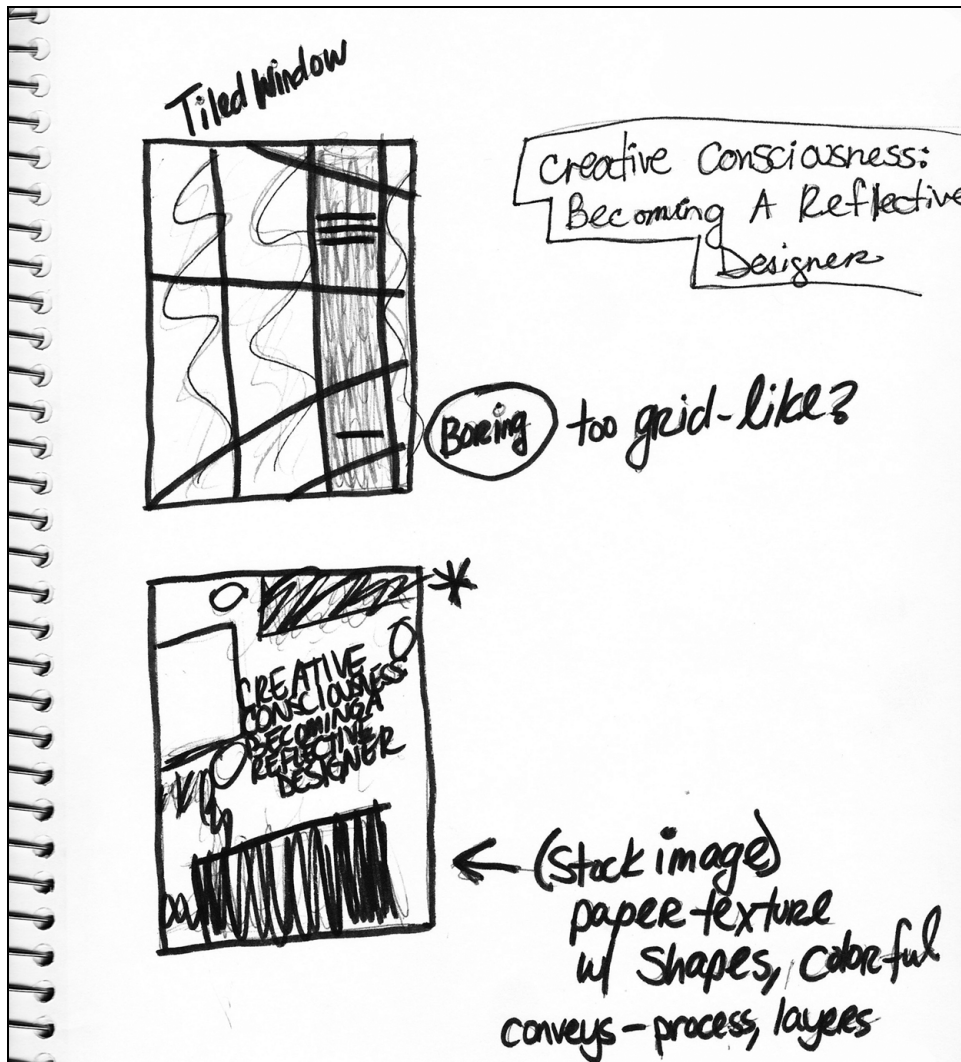 Tiled Window
Creative Consciousness:
Becoming A Reflective
Designer
Boring too grid-like?
CREATIVE
CONSCIOUSNESS:
BECOMING A
REFLECTIVE
DESIGNER
(Stock image)
paper texture
w/ shapes, colorful
conveys - process, layers